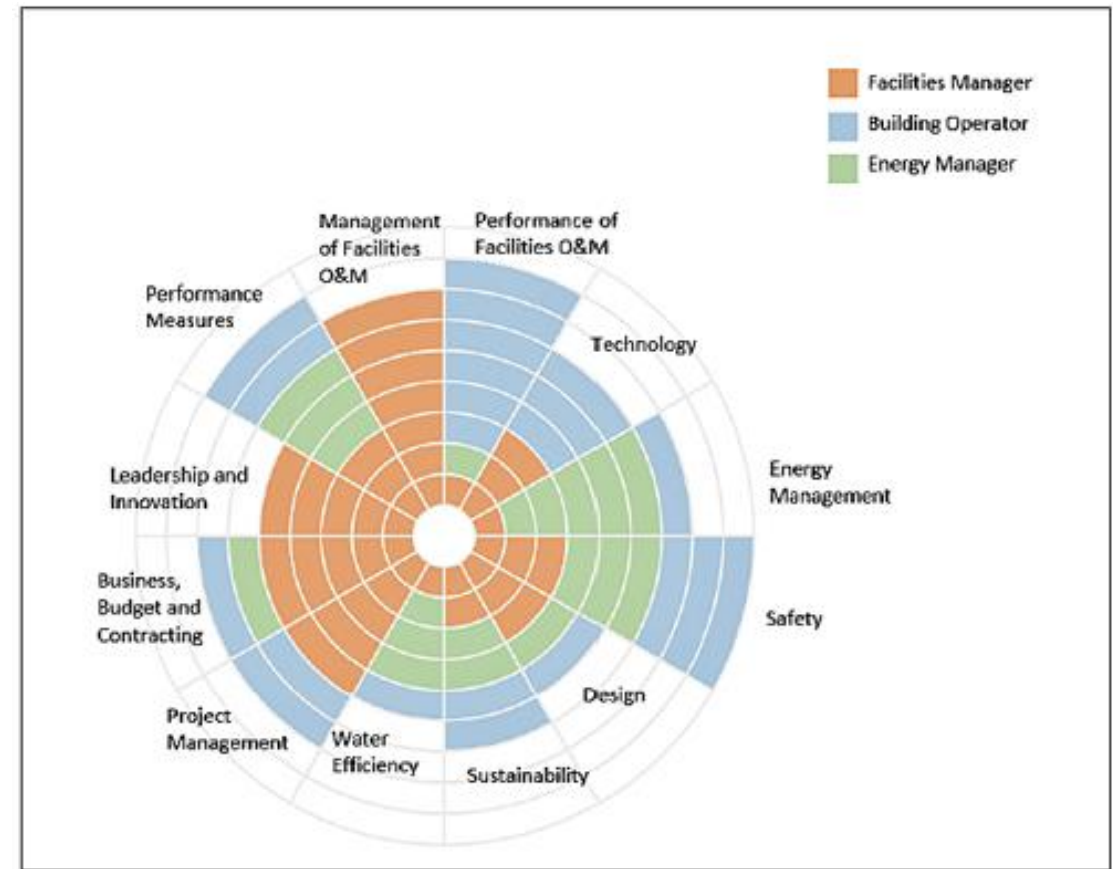 Facilities Manager
Building Operator
Energy Manager
Management
of Facilities
O&M
Performance of
Facilities O&M
Performance
Measures
Technology
Leadership and
Innovation
Energy
Management
Business,
Budget and
Contracting
Safety
Project
Management
Water
Efficiency
Design
Sustainability